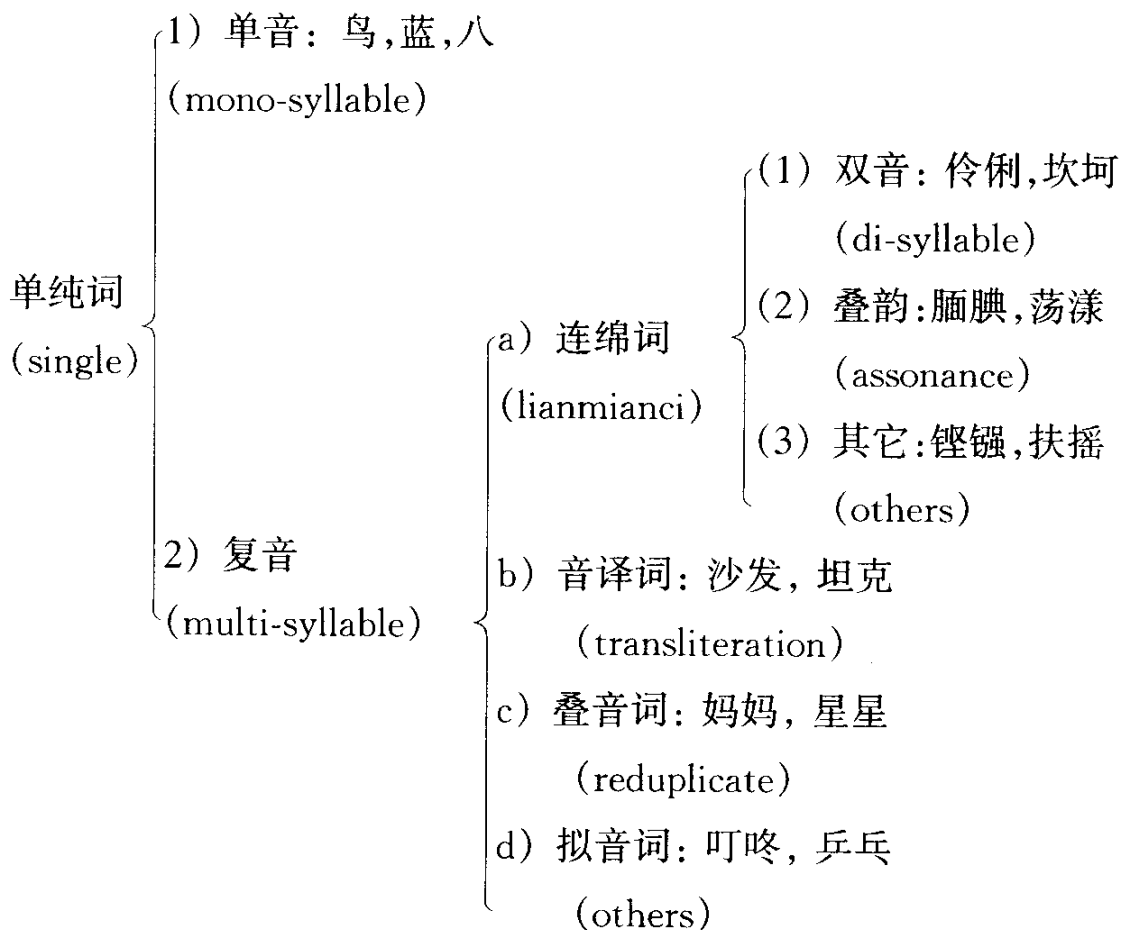 单纯词
(single)
1) 单音: 鸟,蓝,八
(mono-syllable)
2) 复音
(multi-syllable)
a) 连绵词
(lianmianci)
(1) 双音: 伶俐,坎坷
(di-syllable)
(2) 叠韵:腼腆,荡漾
(assonance)
(3) 其它:铿锵,扶摇
(others)
b) 音译词: 沙发, 坦克
(transliteration)
c) 叠音词: 妈妈, 星星
(reduplicate)
d) 拟音词: 叮咚, 乒乓
(others)